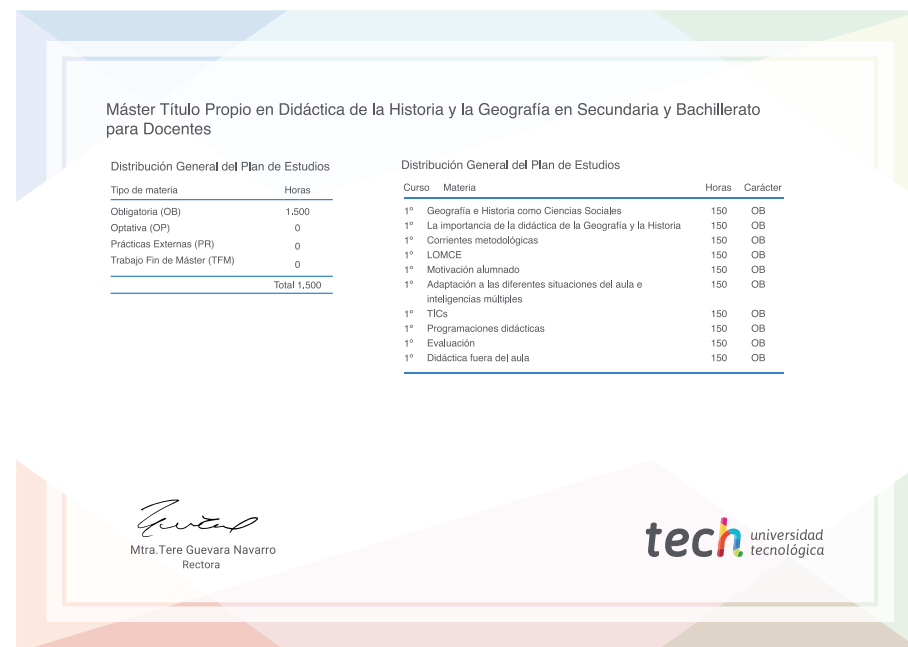 Máster Título Propio en Didáctica de la Historia y la Geografía en Secundaria y Bachillerato
para Docentes
Distribución General del Plan de Estudios
Tipo de materia Horas
Obligatoria (OB) 1.500
Optativa (OP) 0
Prácticas Externas (PR) 0
Trabajo Fin de Máster (TFM) 0
Total 1,500
Distribución General del Plan de Estudios
Curso Materia Horas Carácter
1º Geografía e Historia como Ciencias Sociales 150 OB
1º La importancia de la didáctica de la Geografía y la Historia 150 OB
1º Corrientes metodológicas 150 OB
1º LOMCE 150 OB
1º Motivación alumnado 150 OB
1º Adaptación a las diferentes situaciones del aula e 150 OB
inteligencias múltiples
1º TICs 150 OB
1º Programaciones didácticas 150 OB
1º Evaluación 150 OB
1º Didáctica fuera del aula 150 OB
Mtra.Tere Guevara Navarro
Rectora
tech universidad
tecnológica